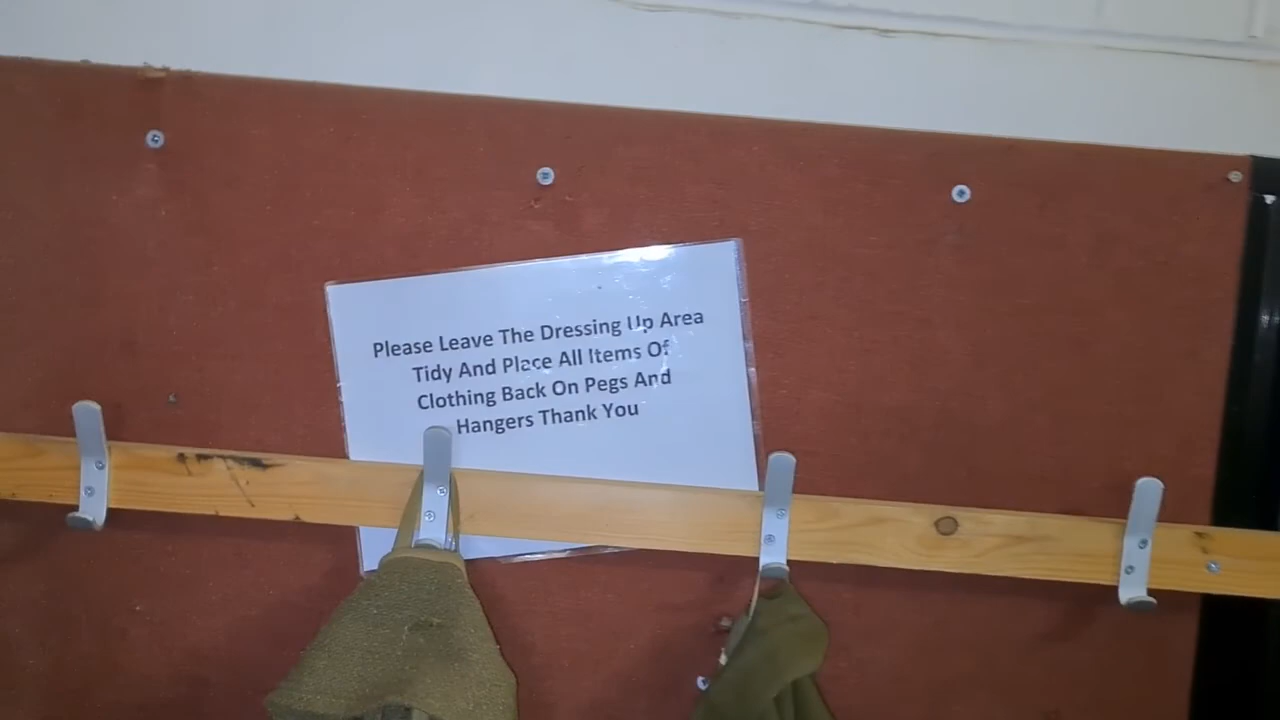 Please Leave The Dressing Up Area
Tidy And Place All Items Of
Clothing Back On Pegs And
Hangers Thank You